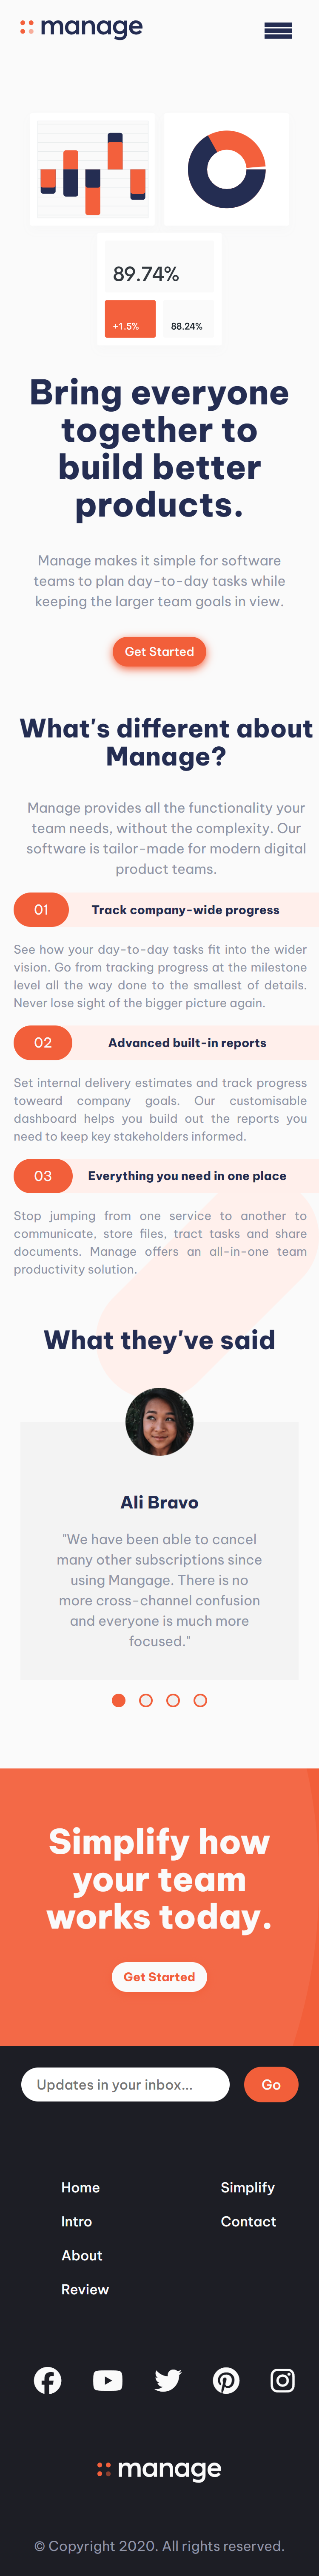 manage
89.74%
+1.5%
88.24%
Bring everyone
together to
build better
products.
Manage makes it simple for software
teams to plan day-to-day tasks while
keeping the larger team goals in view.
Get Started
What's different about
Manage?
Manage provides all the functionality your
team needs, without the complexity. Our
software is tailor-made for modern digital
product teams.
01
Track company-wide progress
See how your day-to-day tasks fit into the wider
vision. Go from tracking progress at the milestone
level all the way done to the smallest of details.
Never lose sight of the bigger picture again.
02
Advanced built-in reports
Set internal delivery estimates and track progress
toweard company goals. Our customisable
dashboard helps you build out the reports you
need to keep key stakeholders informed.
03
Everything you need in one place
Stop jumping from one service to another to
communicate, store files, tract tasks and share
documents. Manage offers an all-in-one team
productivity solution.
What they've said
Ali Bravo
"We have been able to cancel
many other subscriptions since
using Mangage. There is no
more cross-channel confusion
and everyone is much more
focused."
Simplify how
your team
works today.
Get Started
Updates in your inbox...
Go
Home
Simplify
Intro
Contact
About
Review
manage
© Copyright 2020. All rights reserved.